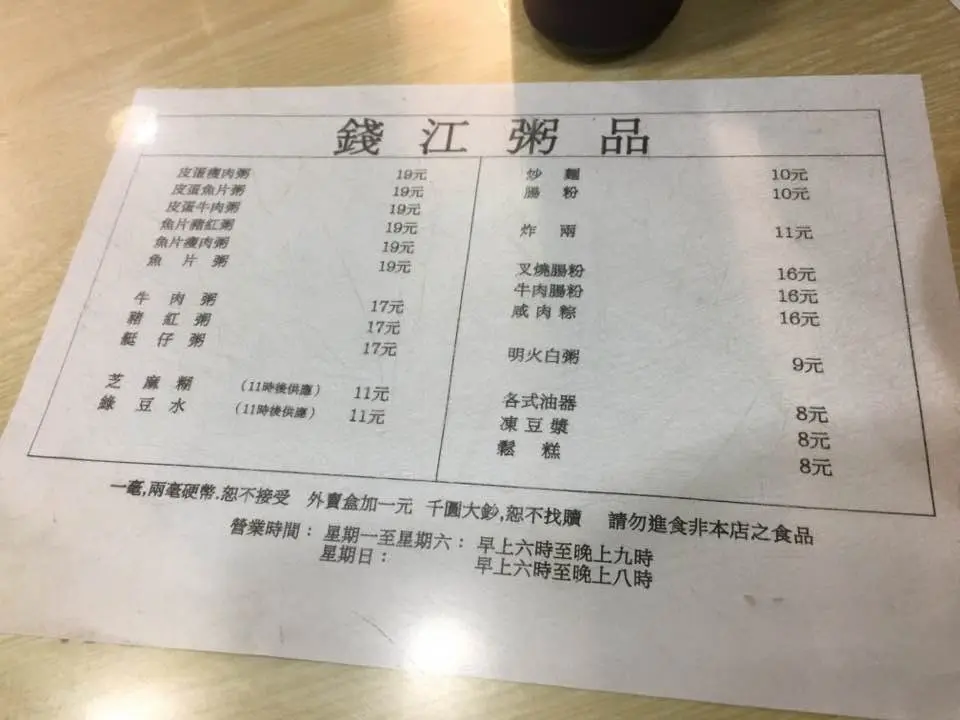 錢江粥品
皮蛋瘦肉粥 19元
皮蛋魚片粥 19元
皮蛋牛肉粥 19元
魚片豬紅粥 19元
魚片瘦肉粥 19元
魚片粥 19元
牛肉粥 17元
豬紅粥 17元
艇仔粥 17元
芝麻糊 (11時後供應) 11元
綠豆水 (11時後供應) 11元
炒麵 10元
腸粉 10元
炸兩 11元
叉燒腸粉 16元
牛肉腸粉 16元
咸肉粽 16元
明火白粥 9元
各式油器 8元
凍豆漿 8元
鬆糕 8元
一毫,兩毫硬幣.恕不接受 外賣盒加一元 千圓大鈔,恕不找贖 請勿進食非本店之食品
營業時間：星期一至星期六：早上六時至晚上九時
星期日： 早上六時至晚上八時